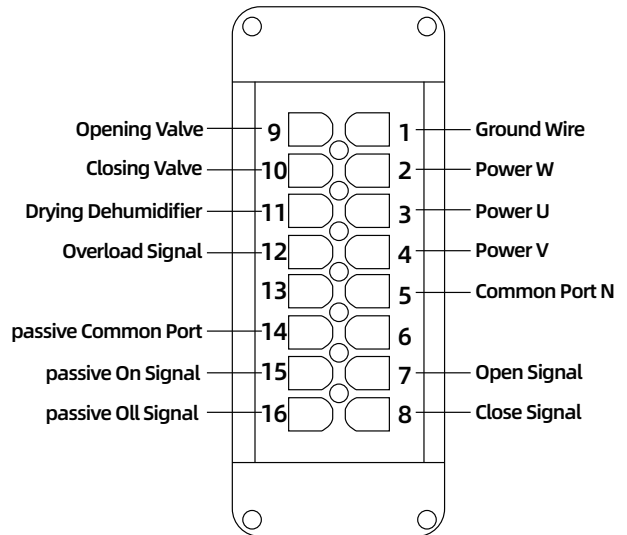 Opening Valve 9 1 Ground Wire
Closing Valve 10 2 Power W
Drying Dehumidifier 11 3 Power U
Overload Signal 12 4 Power V
13 5 Common Port N
passive Common Port 14 6
passive On Signal 15 7 Open Signal
passive Oll Signal 16 8 Close Signal